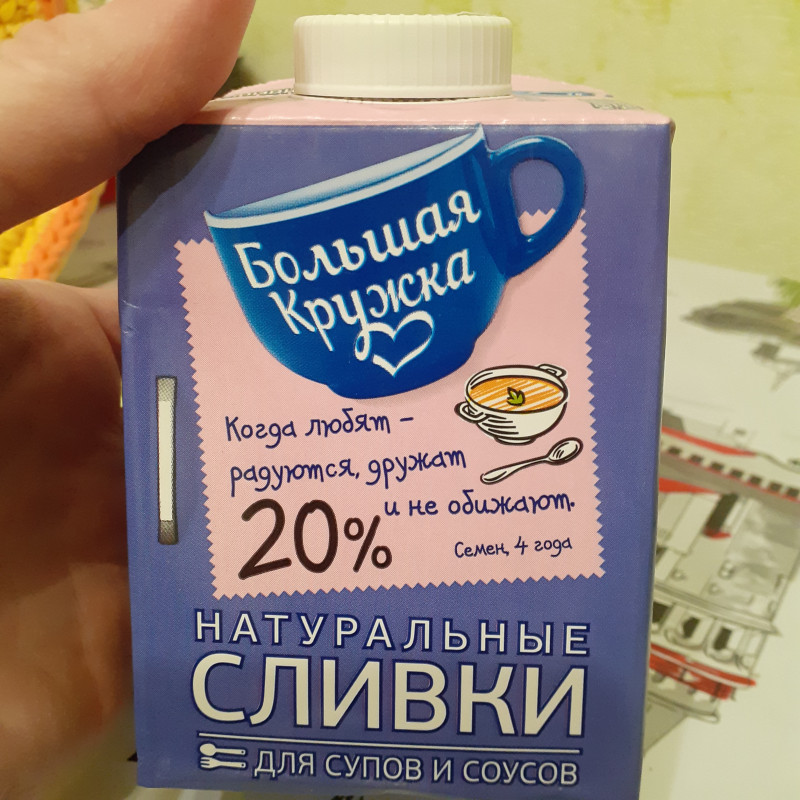 Большая
Кружка
Когда любят –
радуются, дружат
и не обижают.
20%
Семен, 4 года
НАТУРАЛЬНЫЕ
СЛИВКИ
ДЛЯ СУПОВ И СОУСОВ